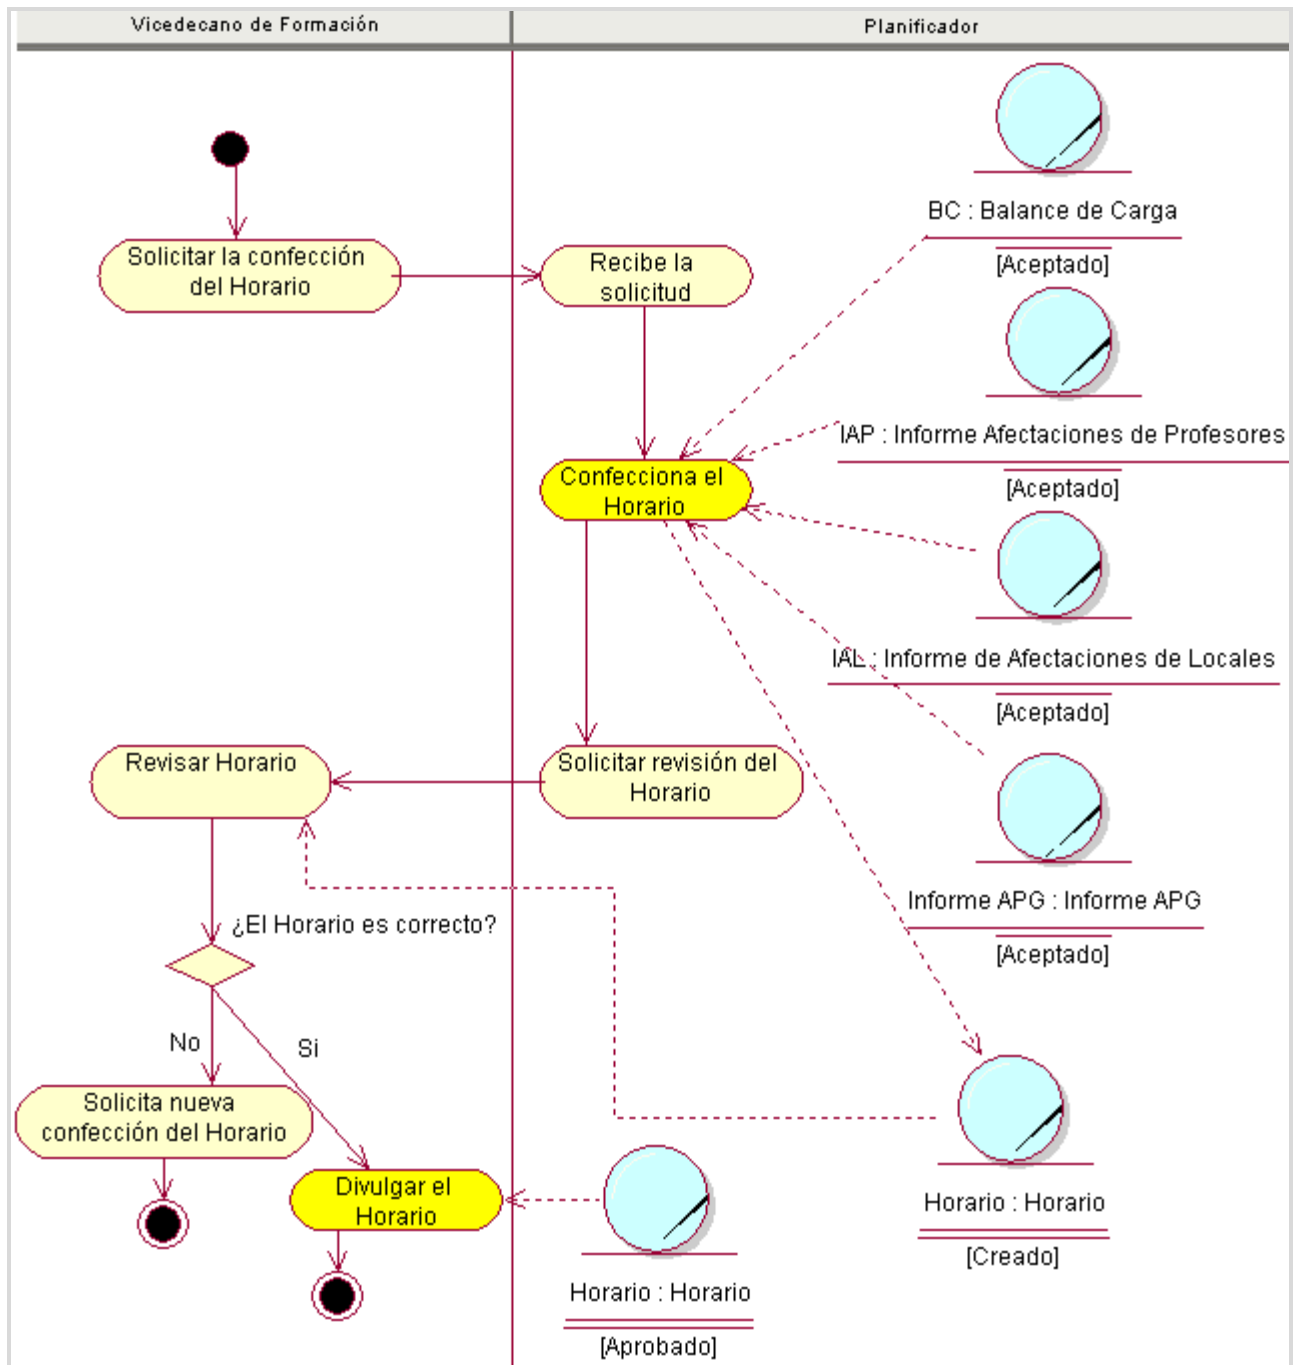 Vicedecano de Formación
Planificador
BC : Balance de Carga
[Aceptado]
Solicitar la confección
del Horario
Recibe la
solicitud
IAP : Informe Afectaciones de Profesores
[Aceptado]
Confecciona el
Horario
IAL : Informe de Afectaciones de Locales
[Aceptado]
Revisar Horario
Solicitar revisión del
Horario
Informe APG : Informe APG
[Aceptado]
¿El Horario es correcto?
No
Si
Solicita nueva
confección del Horario
Divulgar el
Horario
Horario : Horario
[Creado]
Horario : Horario
[Aprobado]